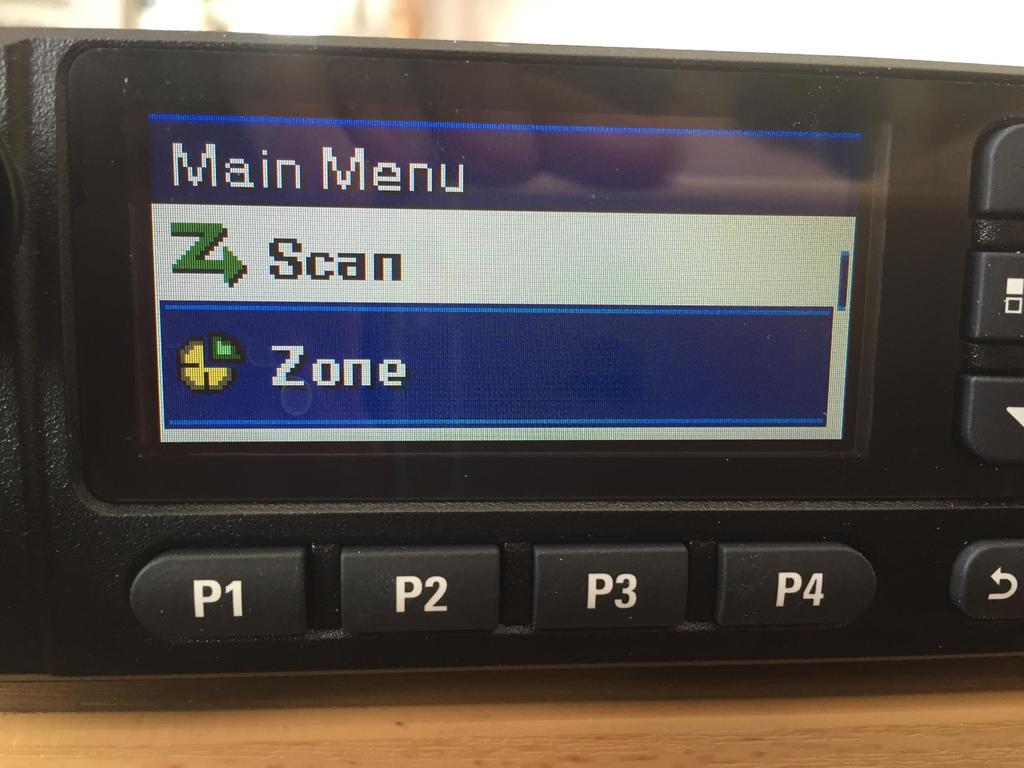 Main Menu
Scan
Zone
P1 P2 P3 P4